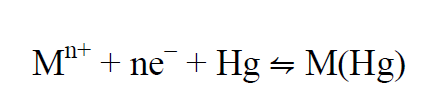 Mⁿ⁺ + ne⁻ + Hg ⇋ M(Hg)